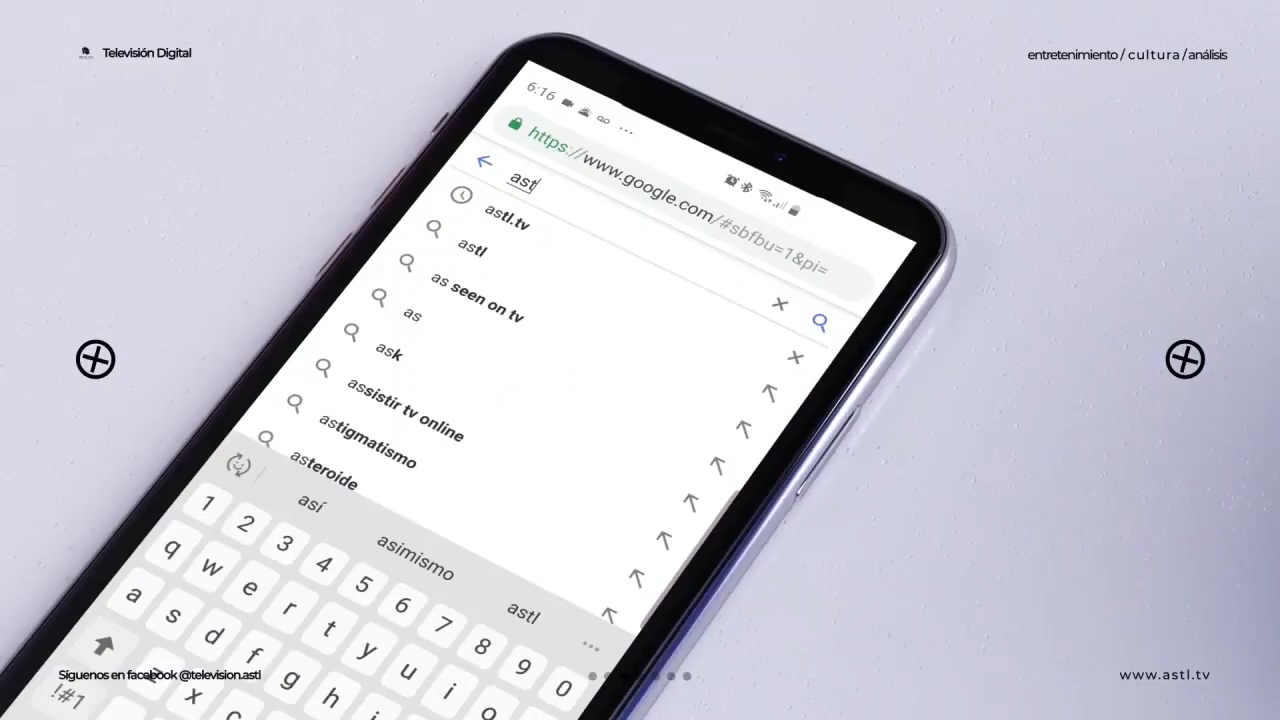 Televisión Digital
entretenimiento / cultura / análisis
6:16
https://www.google.com/#sbfbu=1&pi=
astl
astl.tv
astl
as seen on tv
as
ask
assistir tv online
astigmatismo
asteroide
así asimismo astl
1 2 3 4 5 6 7 8 9 0
q w e r t y u i o
a s d f g h j
z x c
!#1
Síguenos en facebook @television.astl
www.astl.tv